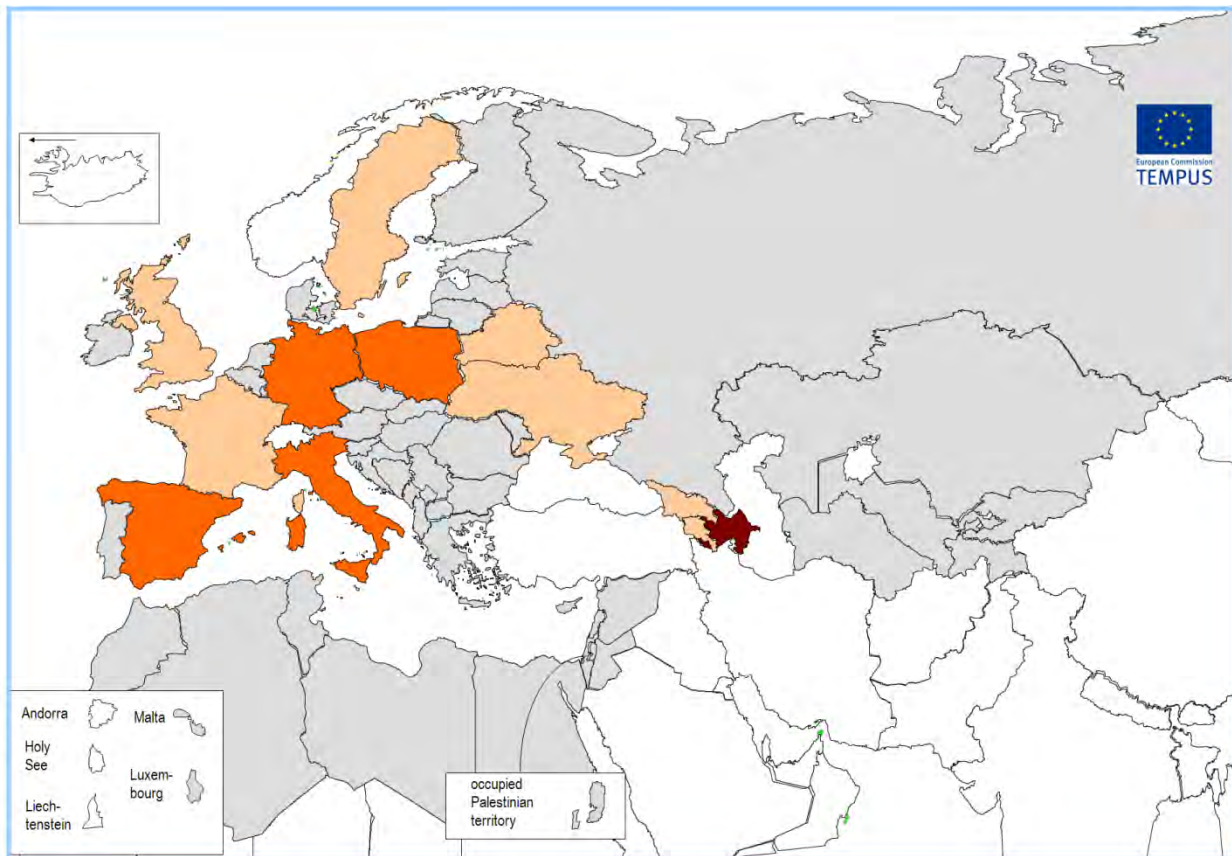 European Commission
TEMPUS
Andorra
Malta
Holy
See
Luxem-
bourg
Liech-
tenstein
occupied
Palestinian
territory